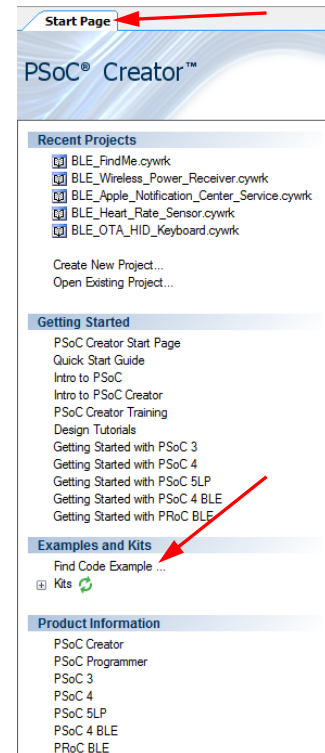 Start Page
PSoC® Creator™
Recent Projects
BLE_FindMe.cywrk
BLE_Wireless_Power_Receiver.cywrk
BLE_Apple_Notification_Center_Service.cywrk
BLE_Heart_Rate_Sensor.cywrk
BLE_OTA_HID_Keyboard.cywrk
Create New Project...
Open Existing Project...
Getting Started
PSoC Creator Start Page
Quick Start Guide
Intro to PSoC
Intro to PSoC Creator
PSoC Creator Training
Design Tutorials
Getting Started with PSoC 3
Getting Started with PSoC 4
Getting Started with PSoC 5LP
Getting Started with PSoC 4 BLE
Getting Started with PRoC BLE
Examples and Kits
Find Code Example ...
Kits
Product Information
PSoC Creator
PSoC Programmer
PSoC 3
PSoC 4
PSoC 5LP
PSoC 4 BLE
PRoC BLE